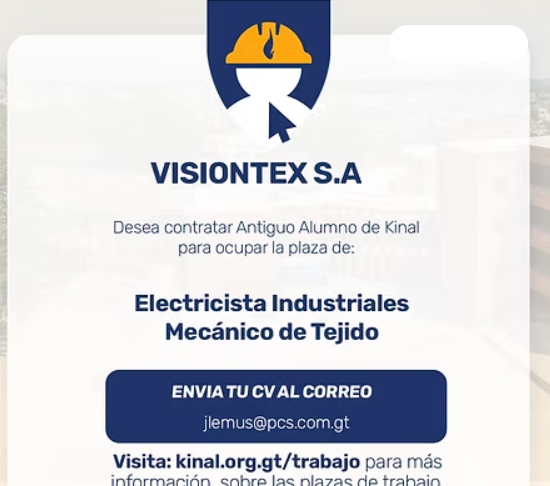 VISIONTEX S.A
Desea contratar Antiguo Alumno de Kinal
para ocupar la plaza de:
Electricista Industriales
Mecánico de Tejido
ENVIA TU CV AL CORREO
jlemus@pcs.com.gt
Visita: kinal.org.gt/trabajo para más
información, sobre las plazas de trabajo